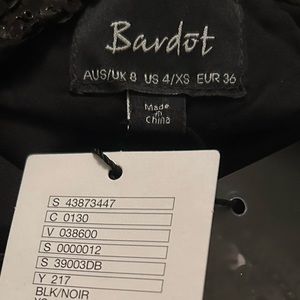 Bardot
AUS/UK 8 US 4/XS EUR 36
Made
in
China
S 43873447
C 0130
V 038600
S 0000012
S 39003DB
Y 217
BLK/NOIR